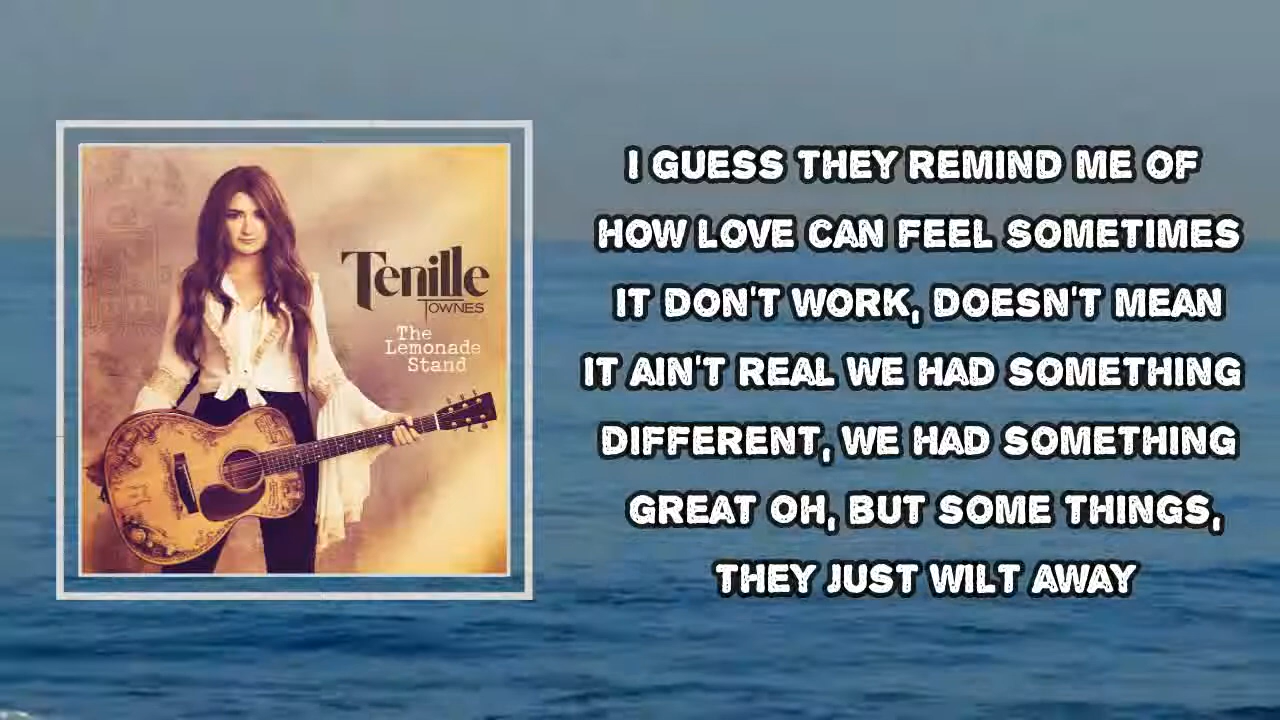 Tenille
TOWNES
The
Lemonade
Stand
I GUESS THEY REMIND ME OF
HOW LOVE CAN FEEL SOMETIMES
IT DON'T WORK, DOESN'T MEAN
IT AIN'T REAL WE HAD SOMETHING
DIFFERENT, WE HAD SOMETHING
GREAT OH, BUT SOME THINGS,
THEY JUST WILT AWAY